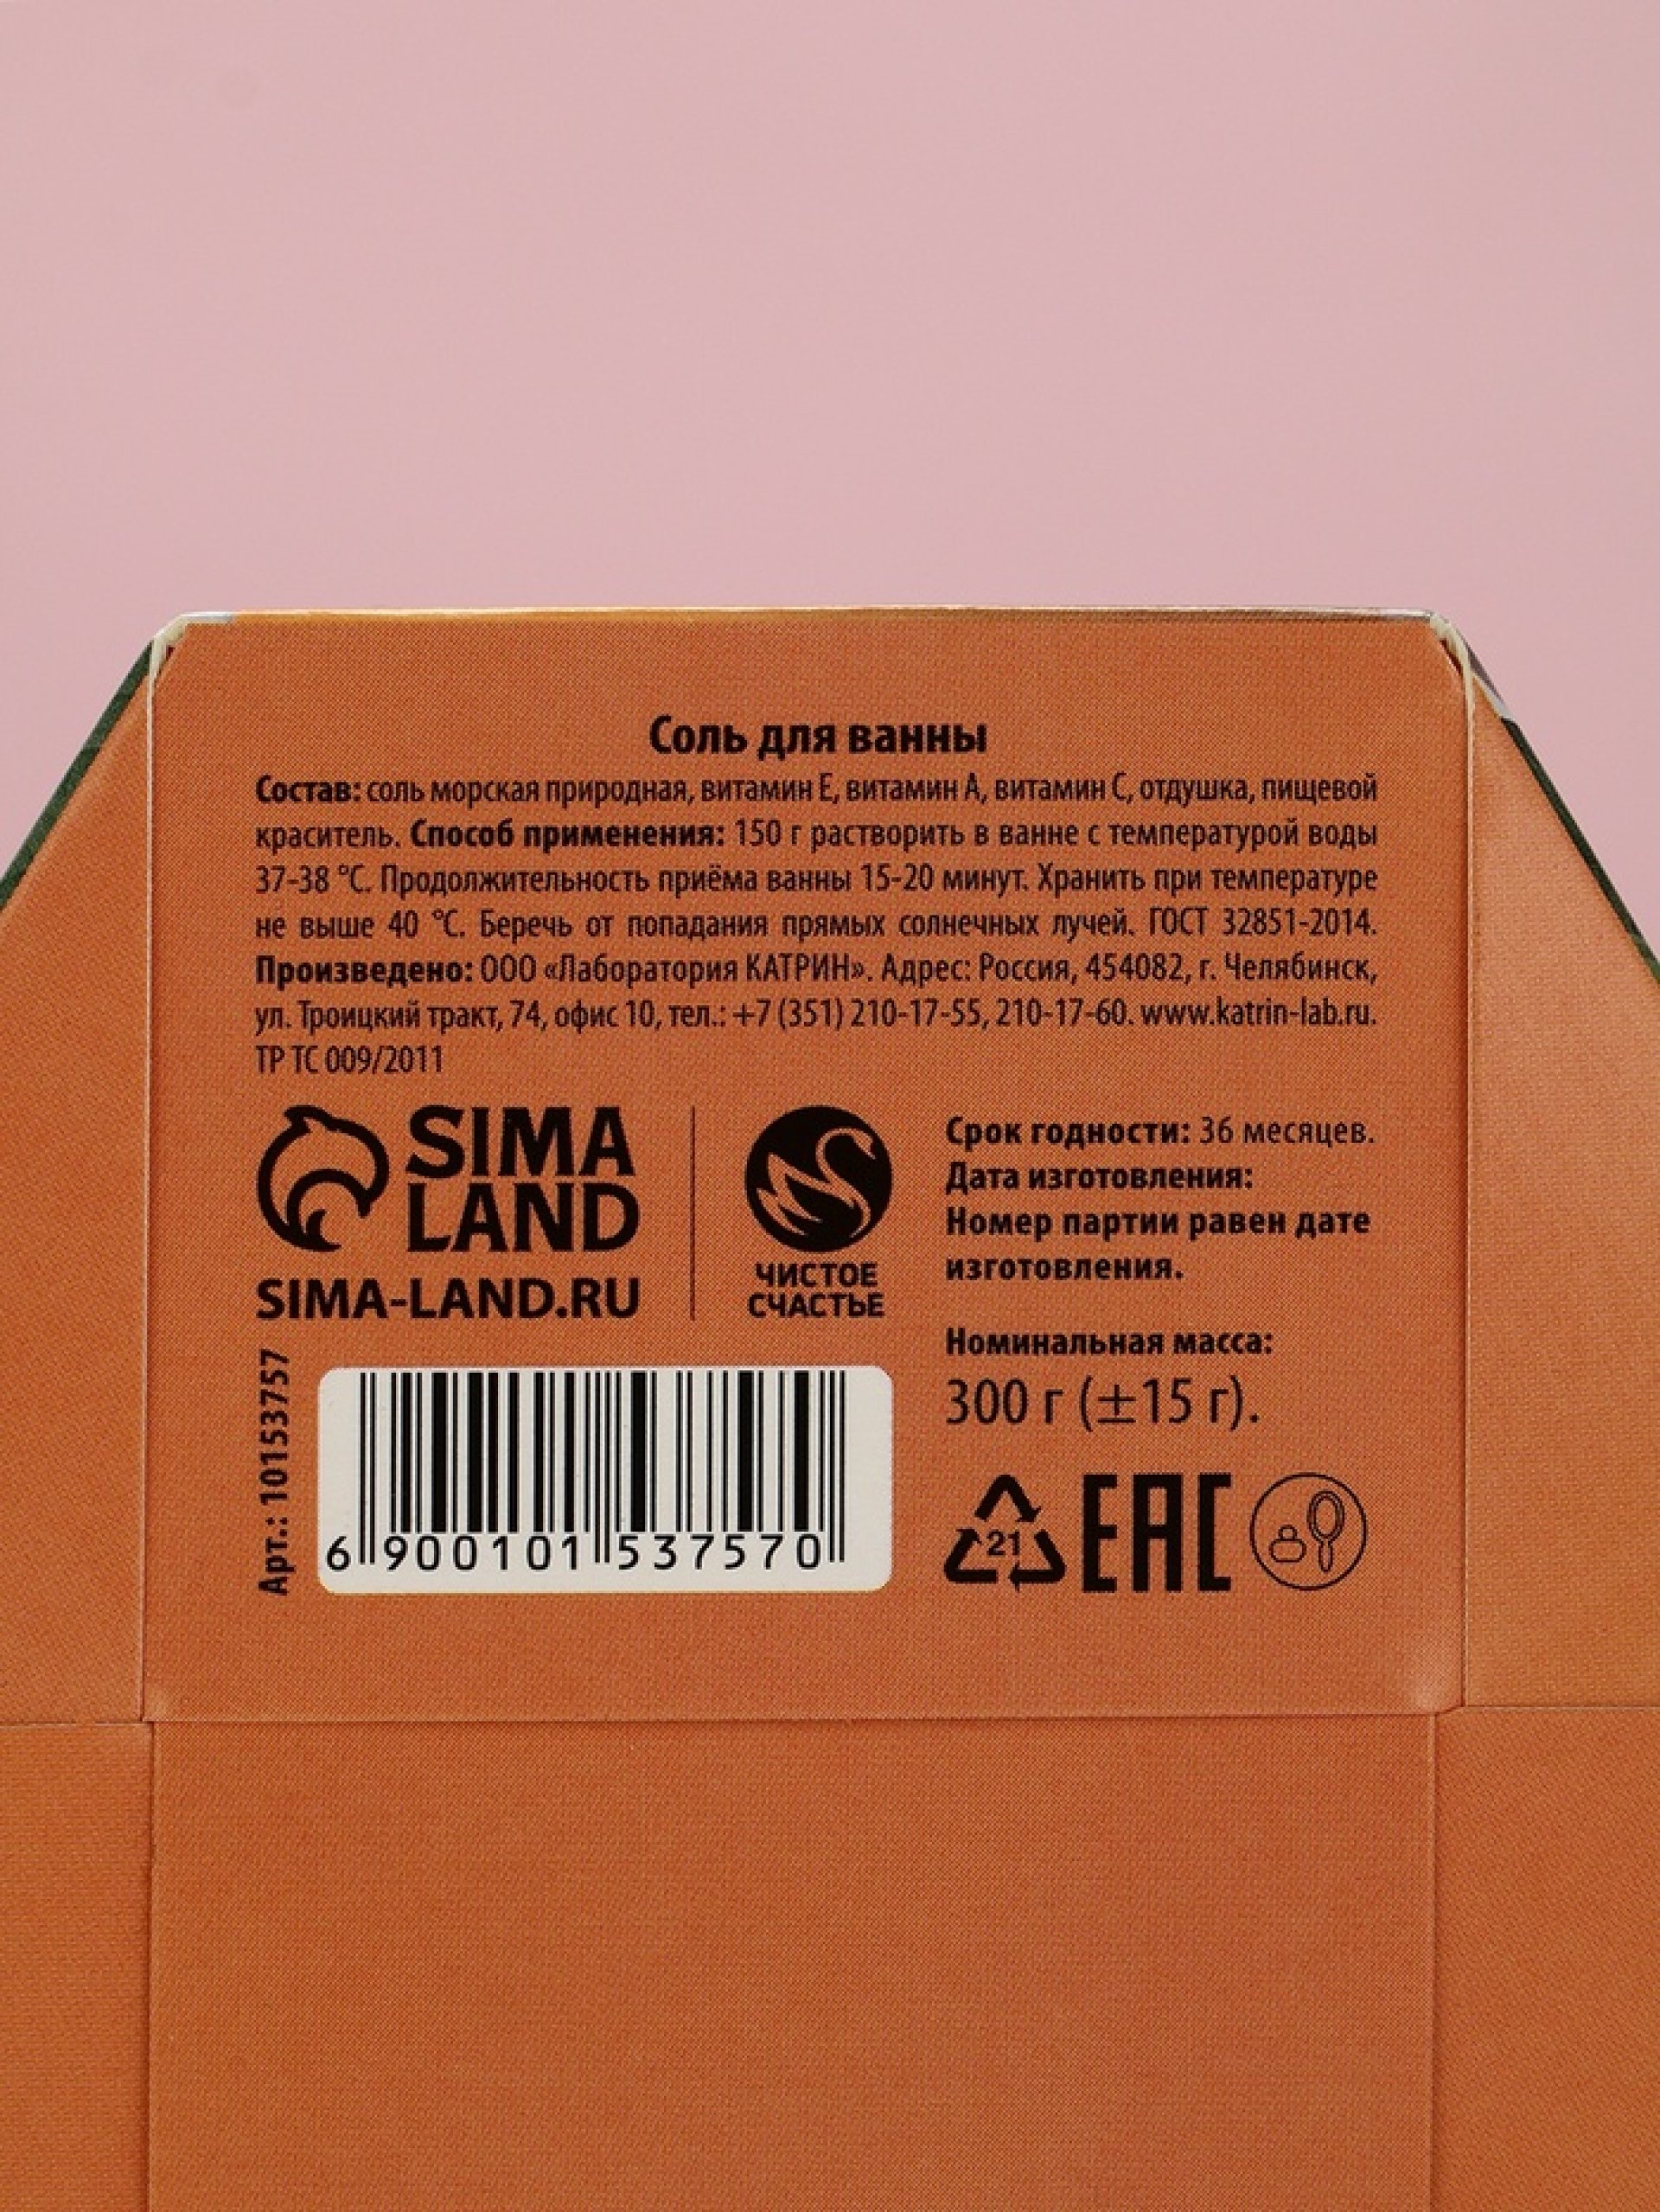 Соль для ванны
Состав: соль морская природная, витамин Е, витамин А, витамин С, отдушка, пищевой
краситель. Способ применения: 150 г растворить в ванне с температурой воды
37-38 °С. Продолжительность приёма ванны 15-20 минут. Хранить при температуре
не выше 40 °С. Беречь от попадания прямых солнечных лучей. ГОСТ 32851-2014.
Произведено: ООО «Лаборатория КАТРИН». Адрес: Россия, 454082, г. Челябинск,
ул. Троицкий тракт, 74, офис 10, тел.: +7 (351) 210-17-55, 210-17-60. www.katrin-lab.ru.
ТР ТС 009/2011
SIMA
LAND
SIMA-LAND.RU
ЧИСТОЕ
СЧАСТЬЕ
Срок годности: 36 месяцев.
Дата изготовления:
Номер партии равен дате
изготовления.
Номинальная масса:
300 г (±15 г).
Арт.: 10153757
6 900101 537570
21
EAC